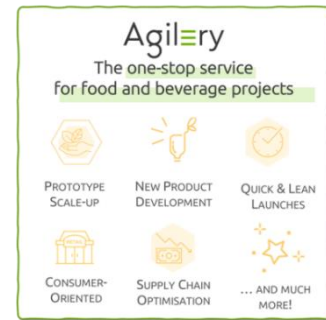 Agilery
The one-stop service
for food and beverage projects
PROTOTYPE
SCALE-UP
NEW PRODUCT
DEVELOPMENT
QUICK & LEAN
LAUNCHES
CONSUMER-
ORIENTED
SUPPLY CHAIN
OPTIMISATION
... AND MUCH
MORE!